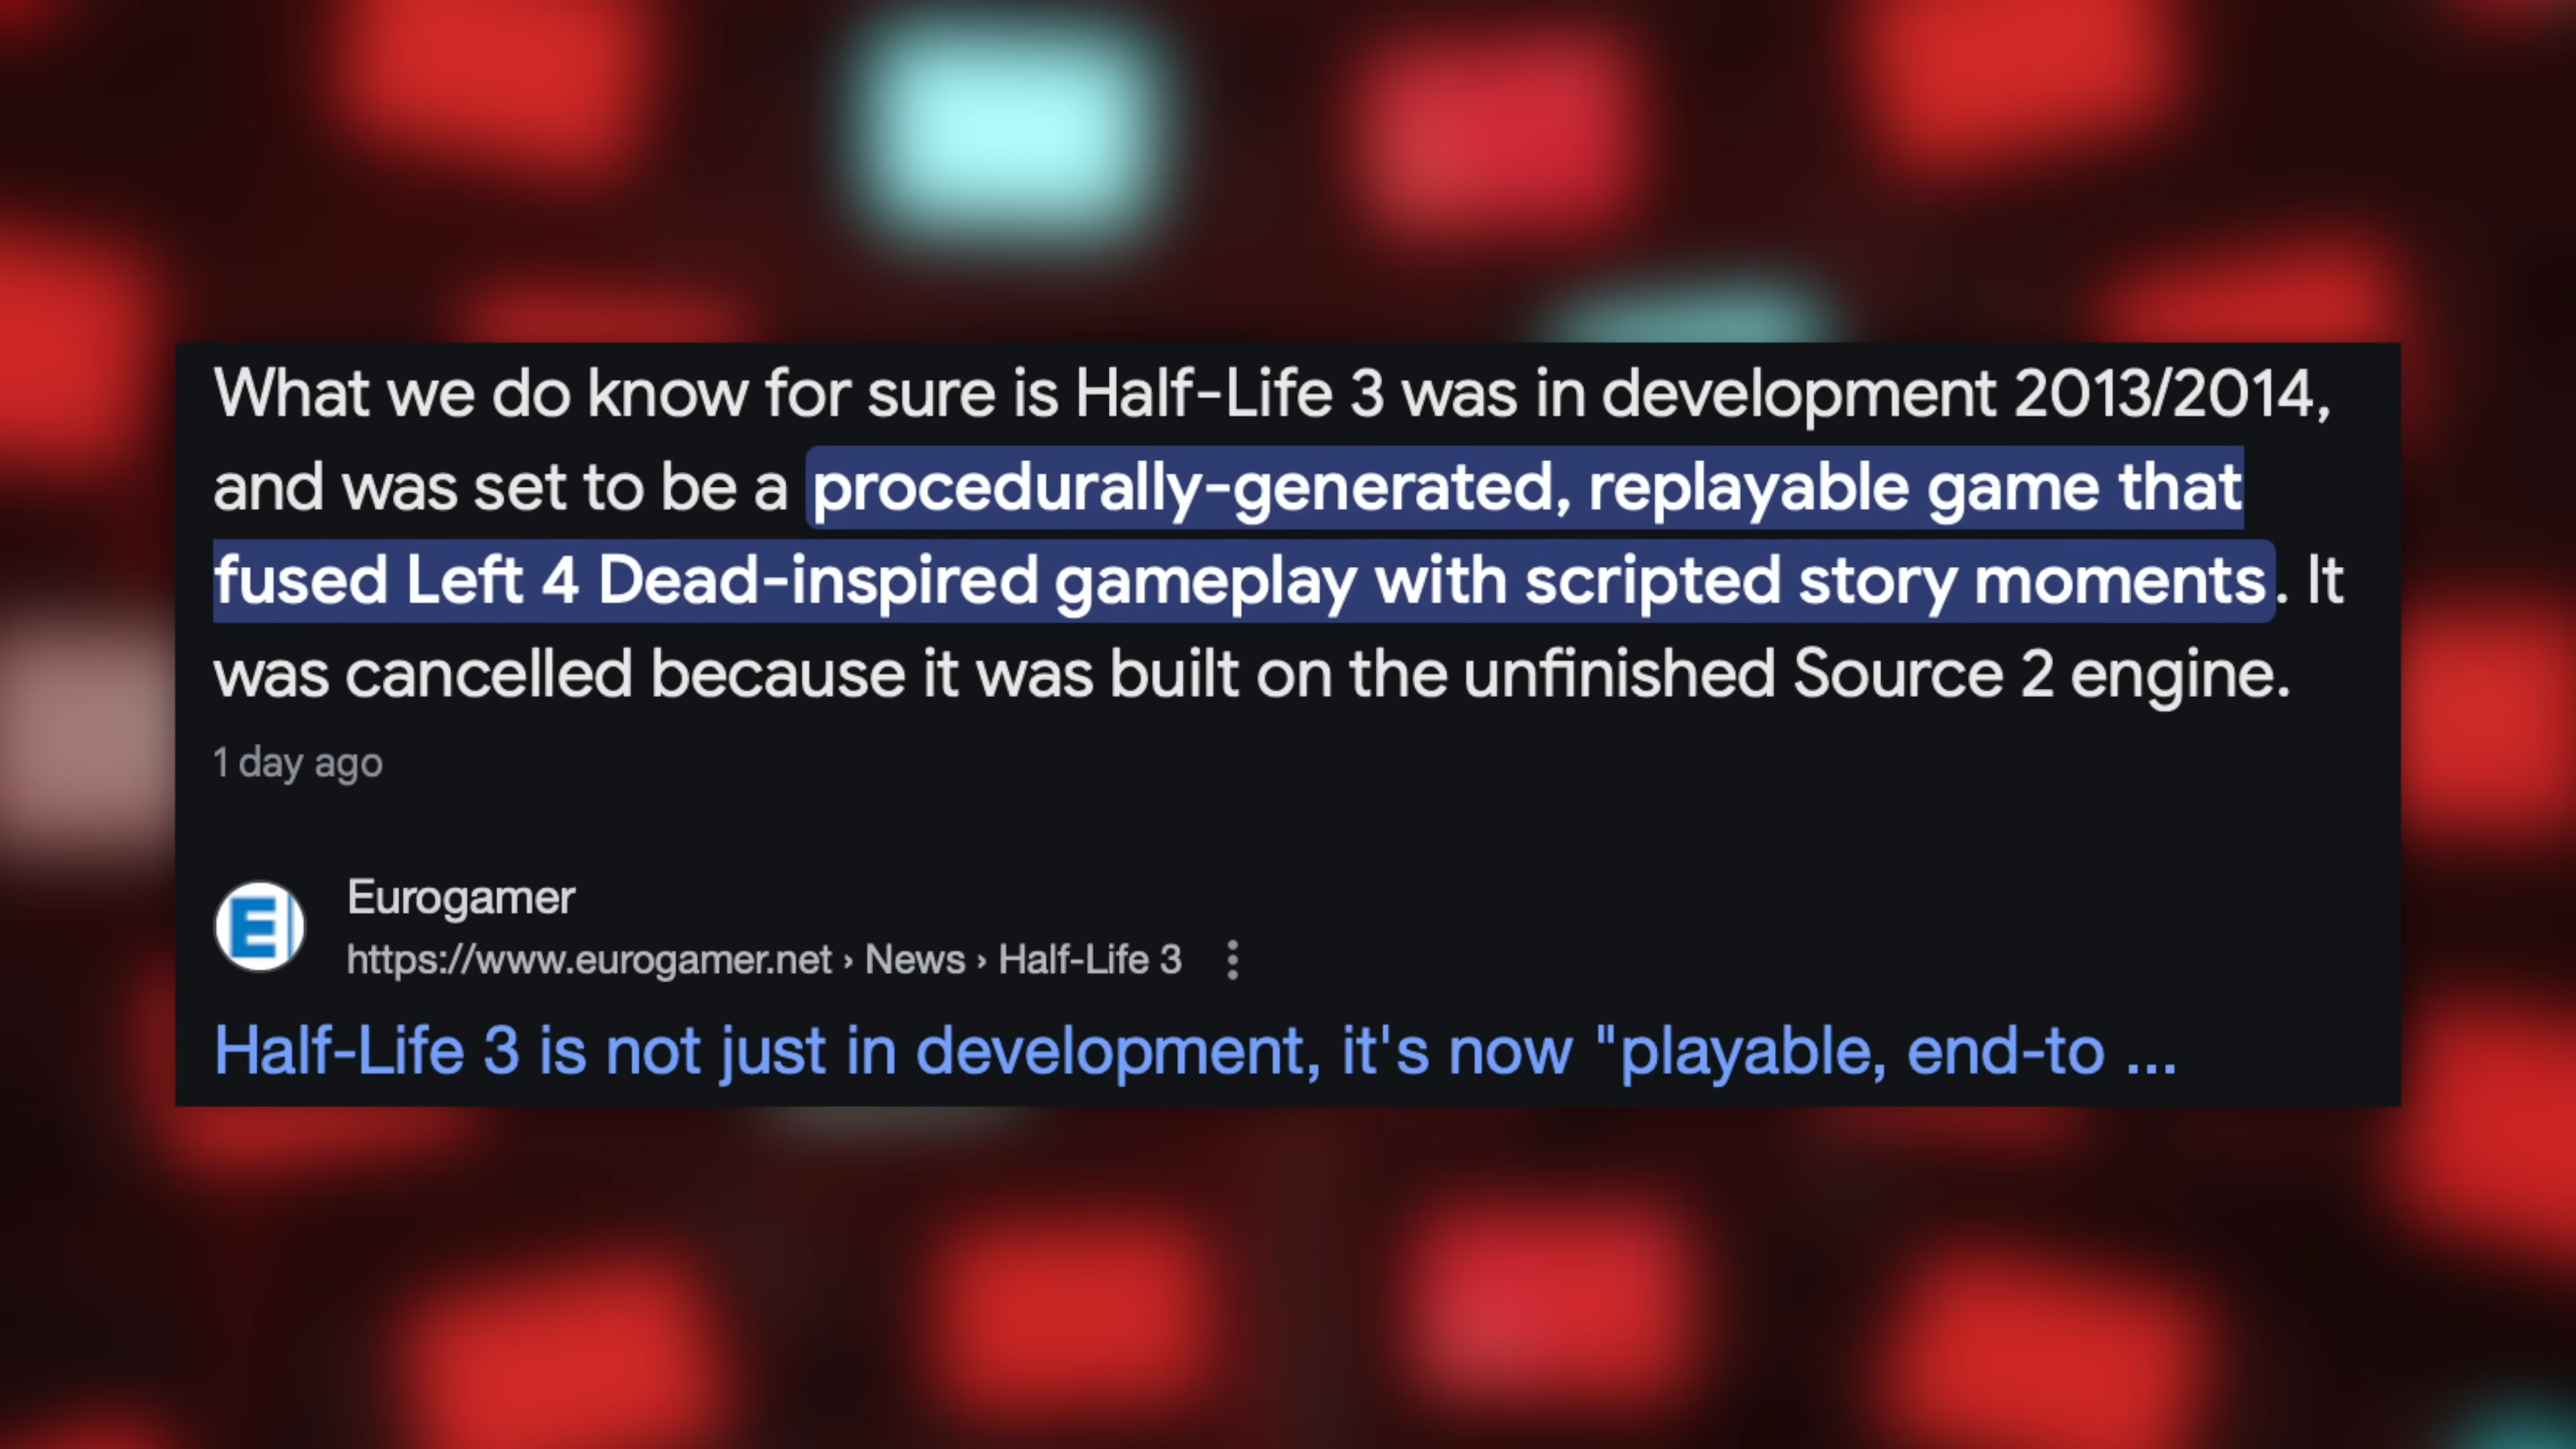 What we do know for sure is Half-Life 3 was in development 2013/2014,
and was set to be a procedurally-generated, replayable game that
fused Left 4 Dead-inspired gameplay with scripted story moments. It
was cancelled because it was built on the unfinished Source 2 engine.
1 day ago
E
Eurogamer
https://www.eurogamer.net › News › Half-Life 3
Half-Life 3 is not just in development, it's now "playable, end-to ...